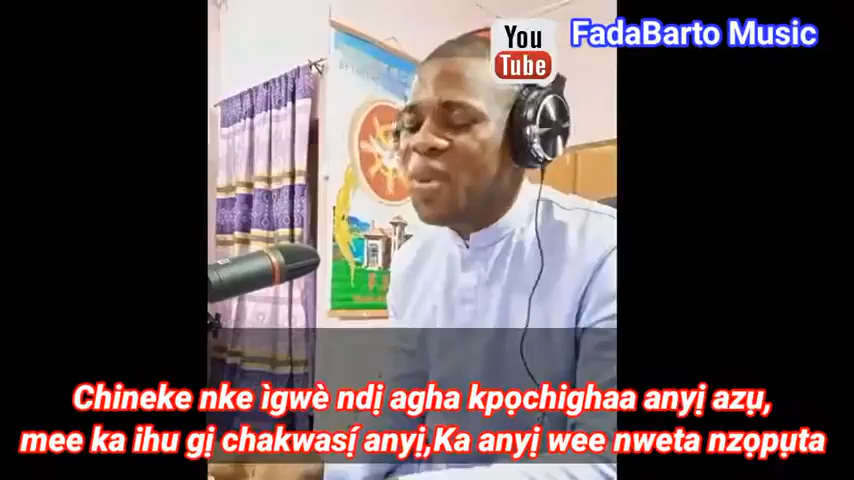 You
Tube
FadaBarto Music
Chineke nke ìgwè ndị agha kpọchighaa anyị azụ,
mee ka ihu gị chakwasị́ anyị,Ka anyị wee nweta nzọpụta